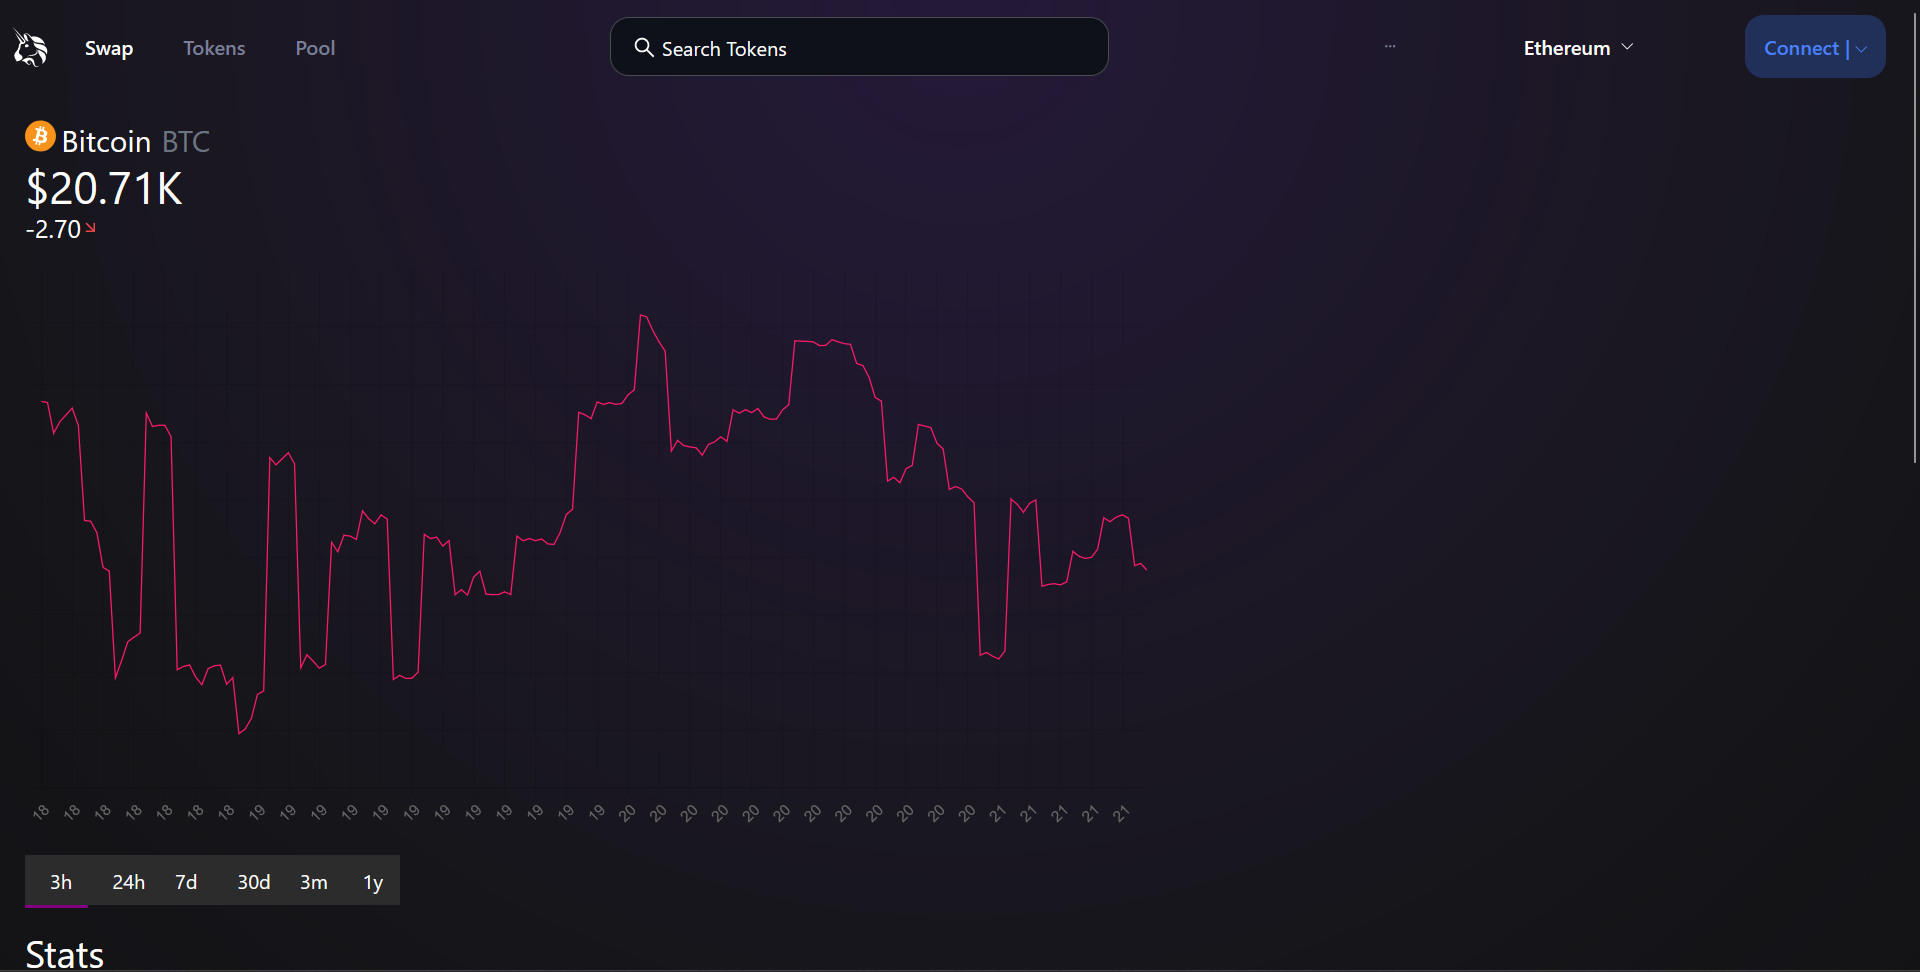 Swap Tokens Pool Search Tokens ... Ethereum Connect |
Bitcoin BTC
$20.71K
-2.70
18 18 18 18 18 18 18 19 19 19 19 19 19 19 19 19 19 19 19 20 20 20 20 20 20 20 20 20 20 20 20 21 21 21 21 21
3h 24h 7d 30d 3m 1y
Stats